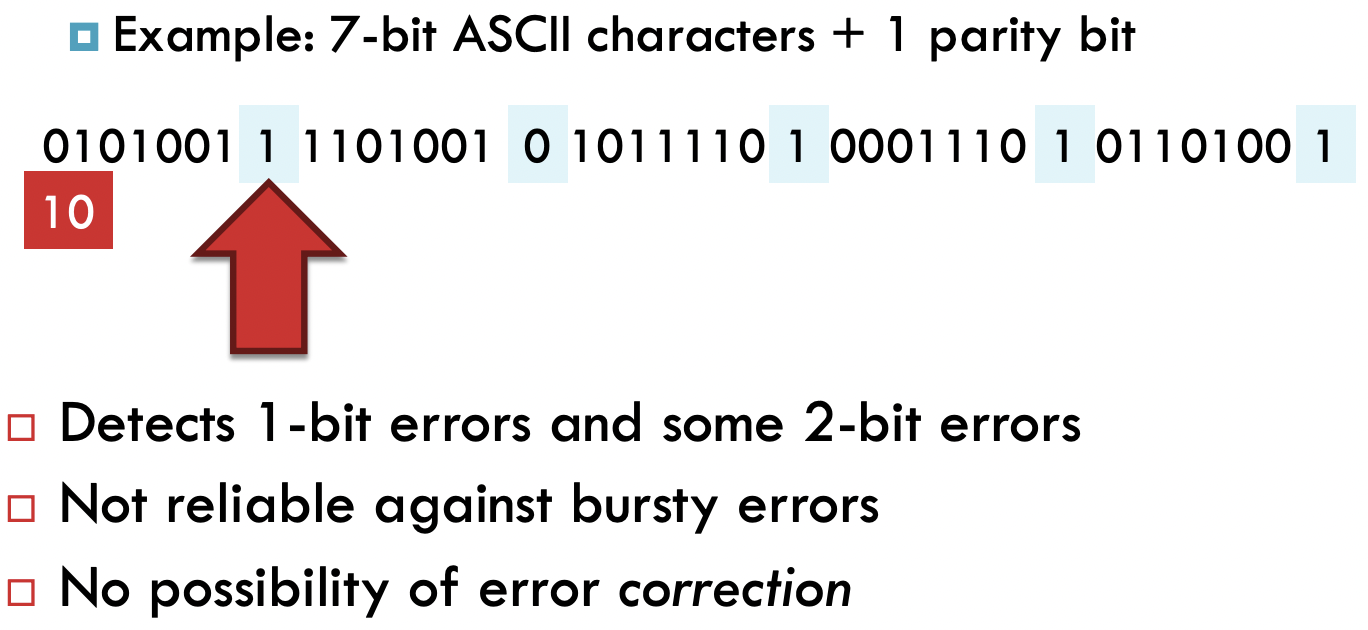 Example: 7-bit ASCII characters + 1 parity bit
0101001 1 1101001 0 1011110 1 0001110 1 0110100 1
10
Detects 1-bit errors and some 2-bit errors
Not reliable against bursty errors
No possibility of error correction